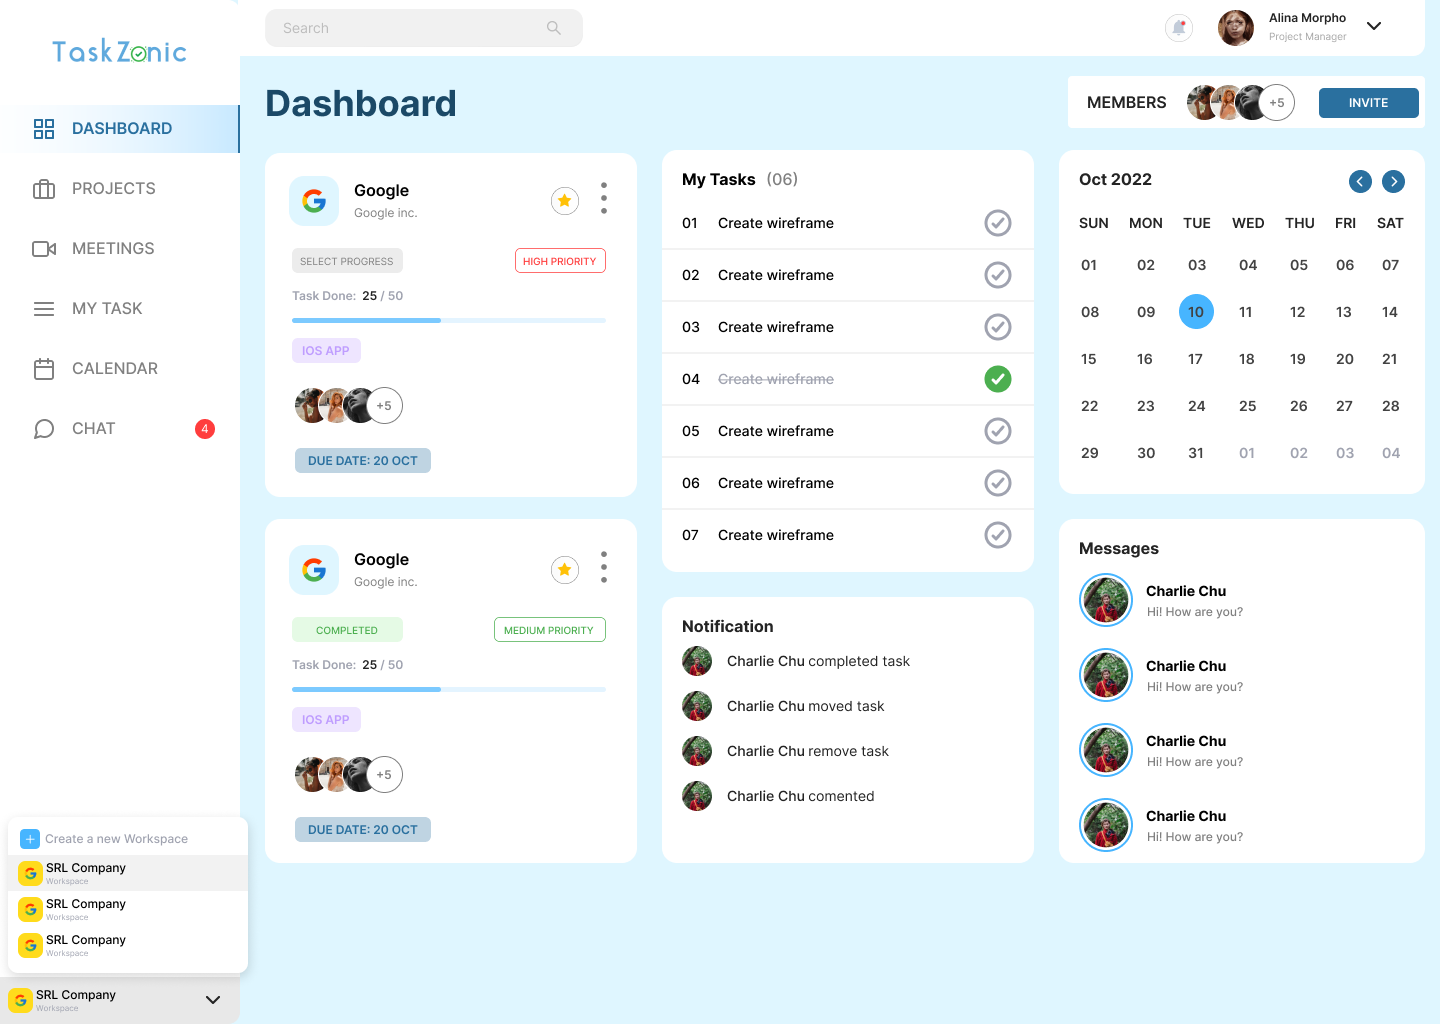 TaskZonic
Search
Alina Morpho
Project Manager
DASHBOARD
PROJECTS
MEETINGS
MY TASK
CALENDAR
CHAT
4
Dashboard
MEMBERS
+5
INVITE
Google
Google inc.
SELECT PROGRESS
HIGH PRIORITY
Task Done: 25 / 50
IOS APP
+5
DUE DATE: 20 OCT
Google
Google inc.
COMPLETED
MEDIUM PRIORITY
Task Done: 25 / 50
IOS APP
+5
DUE DATE: 20 OCT
My Tasks (06)
01 Create wireframe
02 Create wireframe
03 Create wireframe
04 Create wireframe
05 Create wireframe
06 Create wireframe
07 Create wireframe
Notification
Charlie Chu completed task
Charlie Chu moved task
Charlie Chu remove task
Charlie Chu comented
Oct 2022
SUN MON TUE WED THU FRI SAT
01 02 03 04 05 06 07
08 09 10 11 12 13 14
15 16 17 18 19 20 21
22 23 24 25 26 27 28
29 30 31 01 02 03 04
Messages
Charlie Chu
Hi! How are you?
Charlie Chu
Hi! How are you?
Charlie Chu
Hi! How are you?
Charlie Chu
Hi! How are you?
Create a new Workspace
SRL Company
Workspace
SRL Company
Workspace
SRL Company
Workspace
SRL Company
Workspace